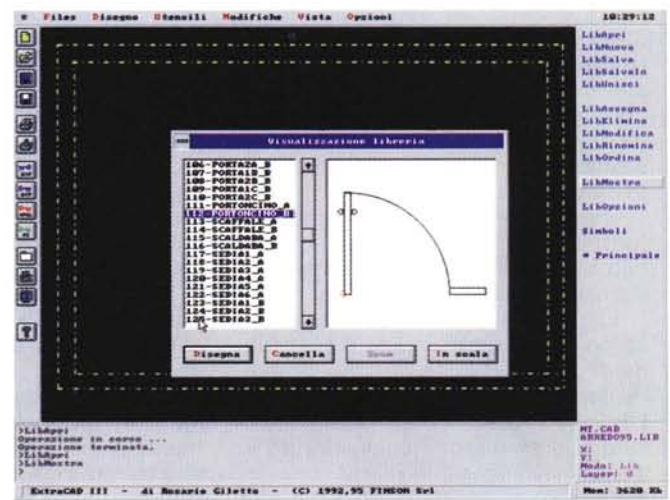 Files Disegno Utensili Modifiche Vista Opzioni 10:29:12
LibApri
LibNuova
LibSalva
LibSalvaIn
LibUnisci
LibAssegna
LibElimina
LibModifica
LibRinomina
LibOrdina
LibMostra
LibOpzioni
Simboli
Principale
Visualizzazione libreria
106-PORTA2A_B
107-PORTA1B_B
108-PORTA2B_B
109-PORTA1C_B
110-PORTA2C_B
111-PORTONCINO_A
112-PORTONCINO_B
113-SCAFFALE_A
114-SCAFFALE_B
115-SCALDABA_A
116-SCALDABA_B
117-SEDIA1_A
118-SEDIA2_A
119-SEDIA3_A
120-SEDIA4_A
121-SEDIA5_A
122-SEDIA6_A
123-SEDIA1_B
124-SEDIA2_B
125-SEDIA3_B
Disegna Cancella Zoom In scala
>LibApri
Operazione in corso ...
Operazione terminata.
>LibApri
>LibMostra
>
MT.CAD
ARREDO95.LIB
X:
Y:
Modo: Lib
Layer: 0
ExtraCAD III - di Rosario Giletto - (C) 1992,95 FINSON Srl
Mem: 3620 Kb